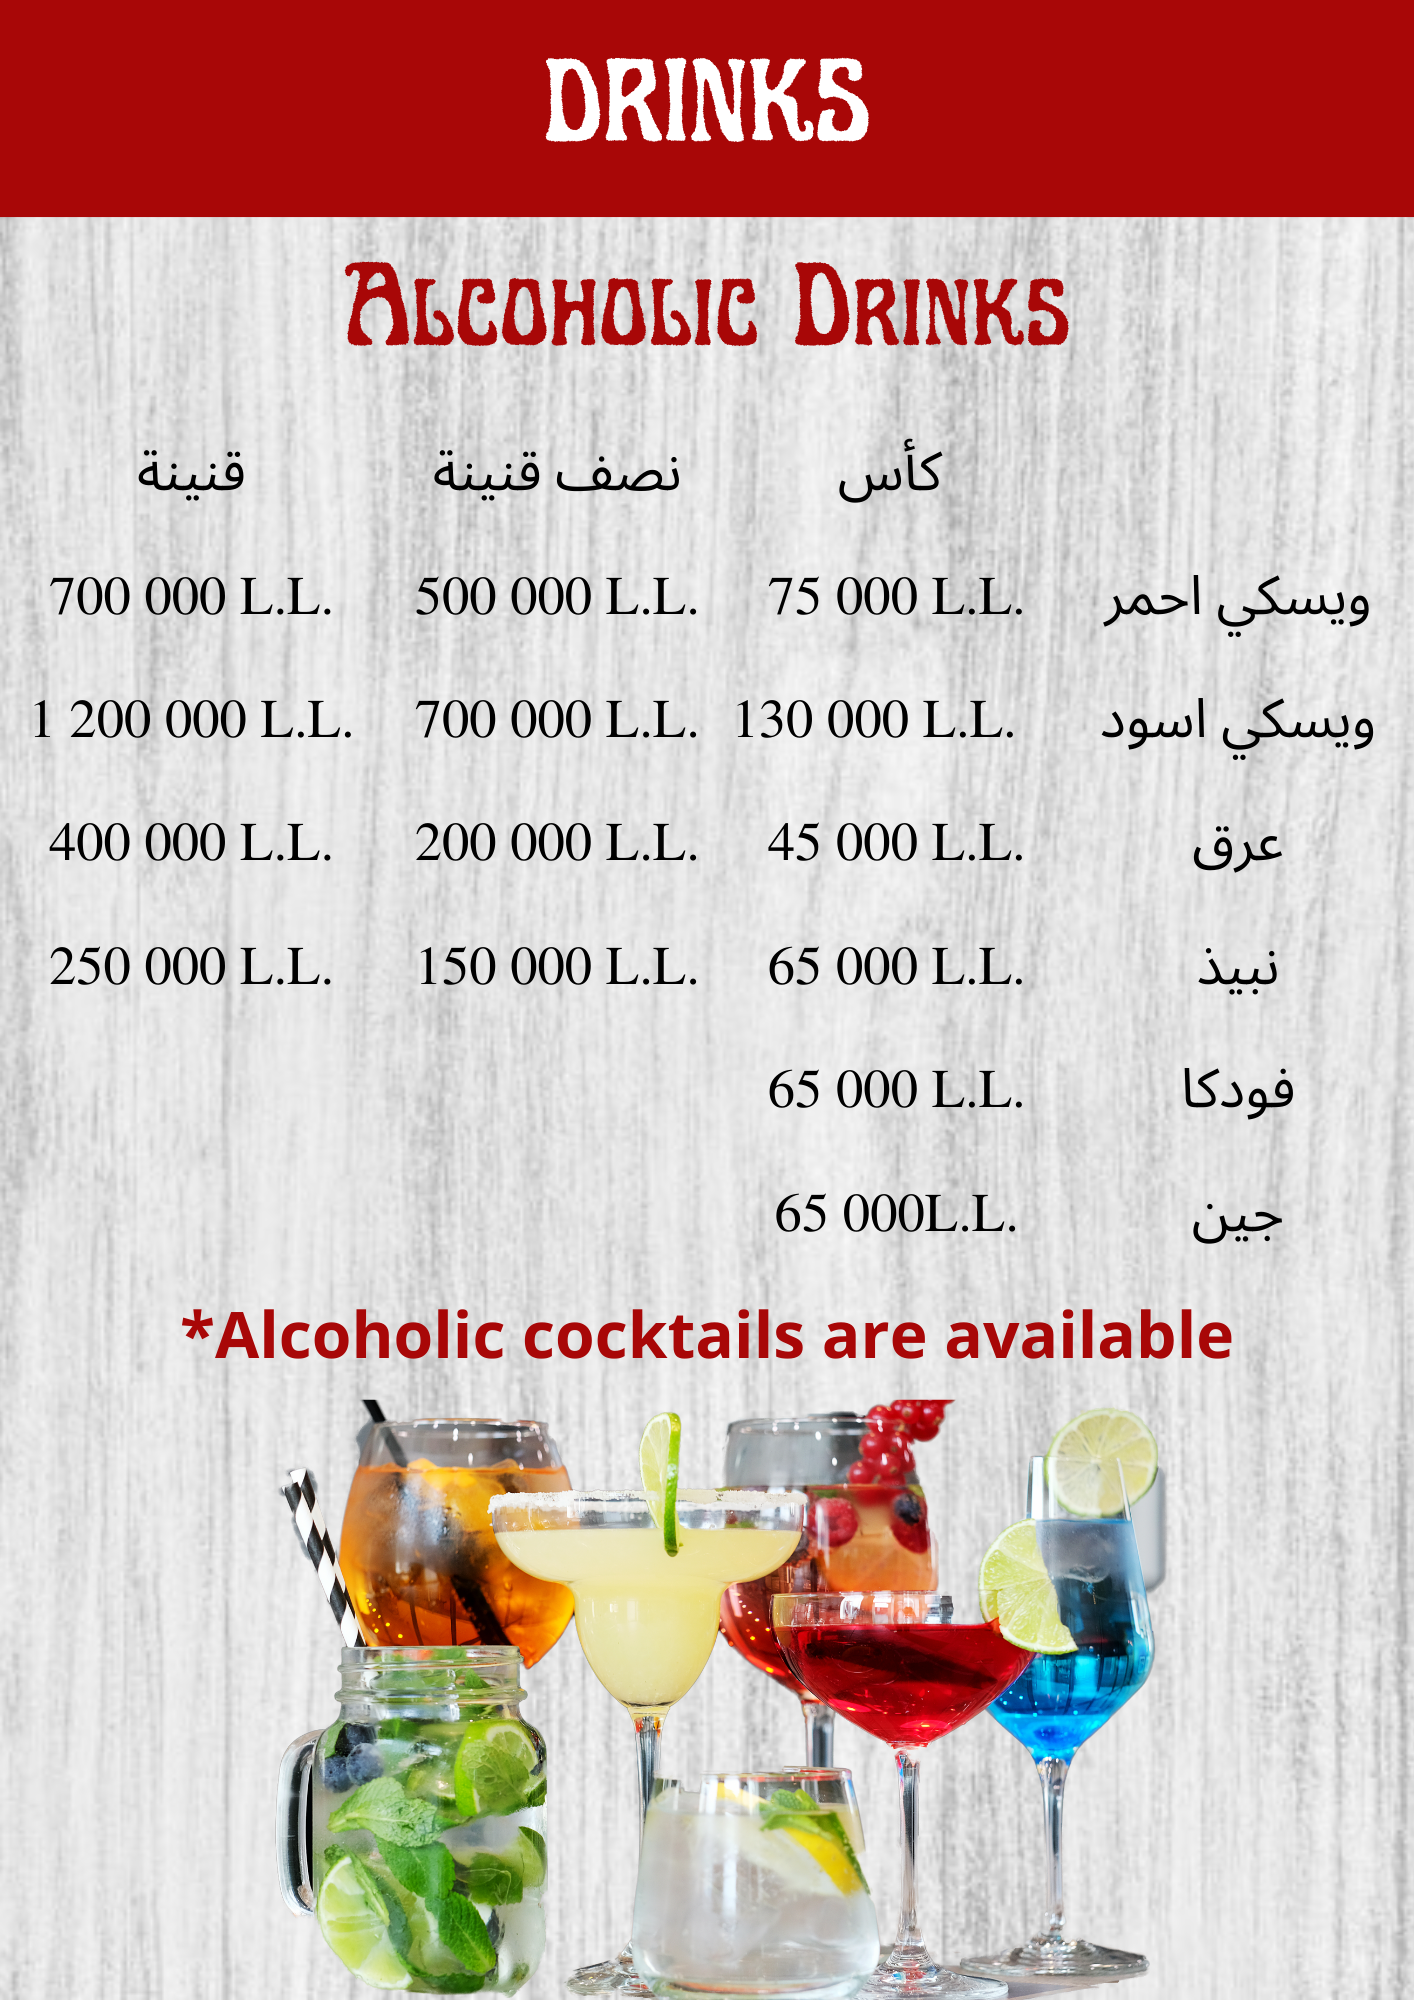 DRINKS
ALCOHOLIC DRINKS
كأس نصف قنينة قنينة
ويسكي احمر 75 000 L.L. 500 000 L.L. 700 000 L.L.
ويسكي اسود 130 000 L.L. 700 000 L.L. 1 200 000 L.L.
عرق 45 000 L.L. 200 000 L.L. 400 000 L.L.
نبيذ 65 000 L.L. 150 000 L.L. 250 000 L.L.
فودكا 65 000 L.L.
جين 65 000L.L.
*Alcoholic cocktails are available